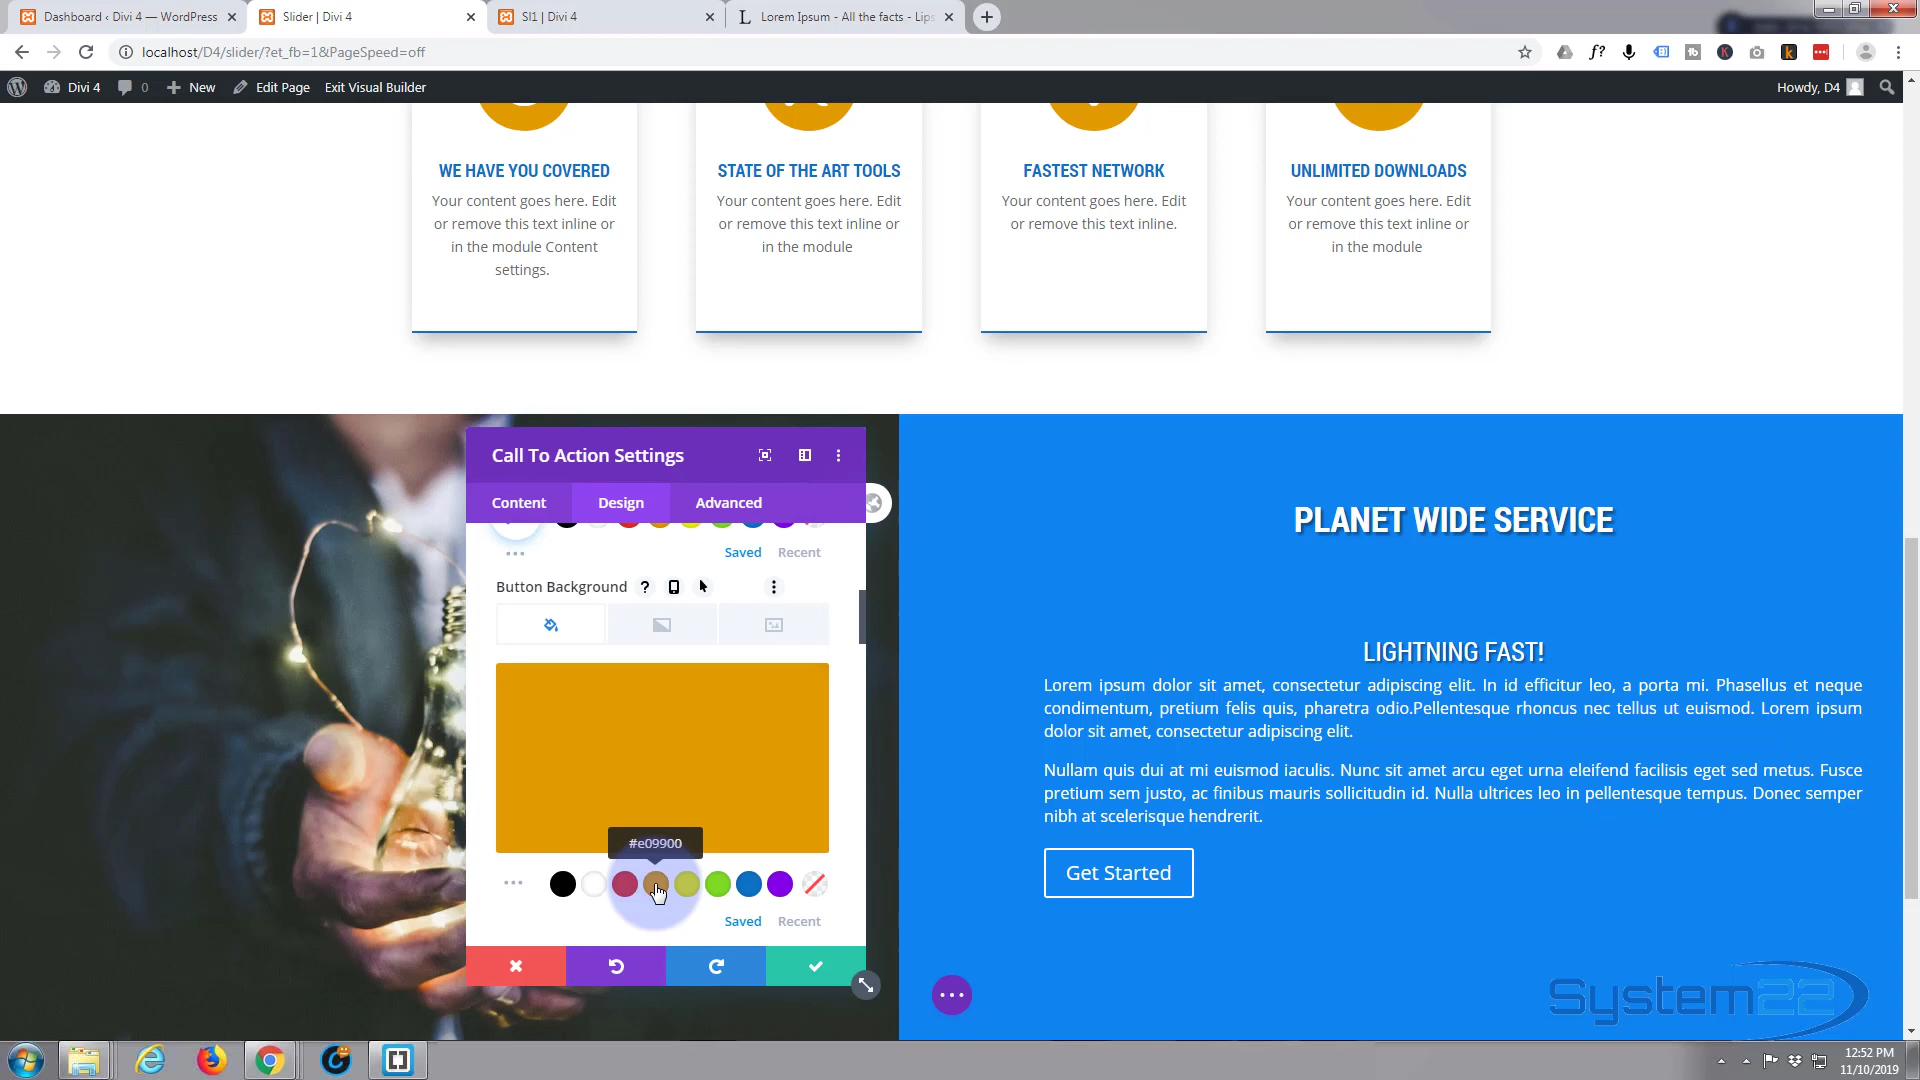 Dashboard ‹ Divi 4 — WordPress
Slider | Divi 4
Sl1 | Divi 4
Lorem Ipsum - All the facts - Lips
localhost/D4/slider/?et_fb=1&PageSpeed=off
Divi 4
0
New
Edit Page
Exit Visual Builder
Howdy, D4
WE HAVE YOU COVERED
Your content goes here. Edit
or remove this text inline or
in the module Content
settings.
STATE OF THE ART TOOLS
Your content goes here. Edit
or remove this text inline or
in the module
FASTEST NETWORK
Your content goes here. Edit
or remove this text inline.
UNLIMITED DOWNLOADS
Your content goes here. Edit
or remove this text inline or
in the module
Call To Action Settings
Content
Design
Advanced
Saved
Recent
Button Background
#e09900
Saved
Recent
PLANET WIDE SERVICE
LIGHTNING FAST!
Lorem ipsum dolor sit amet, consectetur adipiscing elit. In id efficitur leo, a porta mi. Phasellus et neque
condimentum, pretium felis quis, pharetra odio.Pellentesque rhoncus nec tellus ut euismod. Lorem ipsum
dolor sit amet, consectetur adipiscing elit.
Nullam quis dui at mi euismod iaculis. Nunc sit amet arcu eget urna eleifend facilisis eget sed metus. Fusce
pretium sem justo, ac finibus mauris sollicitudin id. Nulla ultrices leo in pellentesque tempus. Donec semper
nibh at scelerisque hendrerit.
Get Started
System22
12:52 PM
11/10/2019